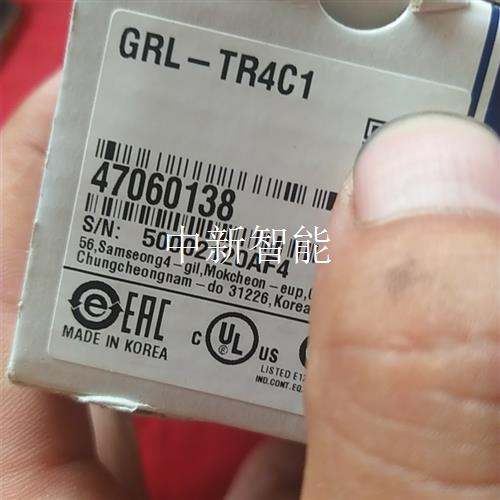 GRL-TR4C1
47060138
S/N:
中新智能
56,Samseong4-gil,Mokcheon-eup,
Chungcheongnam-do 31226,Korea
EAC
MADE IN KOREA
C UL US
®
LISTED
IND.CONT.EQ.